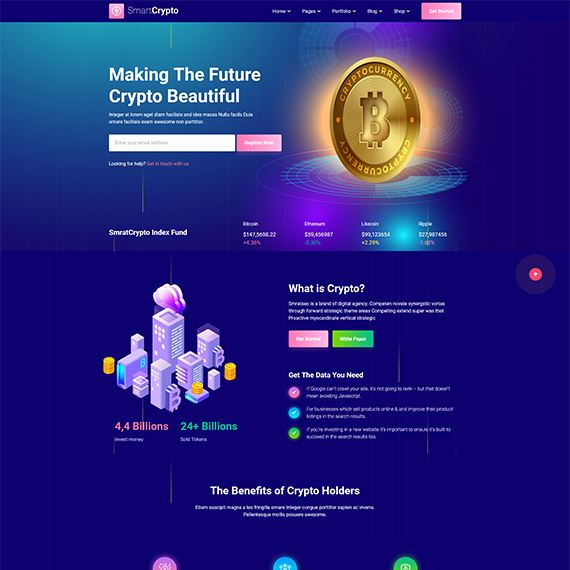 SmartCrypto
Home Pages Portfolio Blog Shop Get Started
Making The Future
Crypto Beautiful
Integer at lorem eget diam facilisis and ides massa Nulla facilis Duis
ornare facilisis exam awesome non portitor.
Enter your email address
Register Now
Looking for help? Get in touch with us
CRYPTOCURRENCY
CRYPTOCURRENCY
SmratCrypto Index Fund
Bitcoin Ethereum Litecoin Ripple
$147,5698.22 $59,456987 $99,123654 $27,987456
+4.36% -3.30% +2.29% -1.60%
What is Crypto?
Smrataeo is a brand of digital agency. Competen novate synergestic vortas
through forward strategic theme areas Compelling extend super was that
Proactive myocardinate vertical strategic
Get Started White Paper
Get The Data You Need
If Google can't crawl your site, it's not going to rank – but that doesn't
mean avoiding Javascript.
For businesses which sell products online & and improve their product
listings in the search results.
If you're investing in a new website it's important to ensure it's built to
succeed in the search results too.
4,4 Billions 24+ Billions
invest money Sold Tokens
The Benefits of Crypto Holders
Etiam suscipit magna a leo fringilla ornare Integer congue porttitor sapien ac viverra.
Pellentesque mollis posuere awesome.